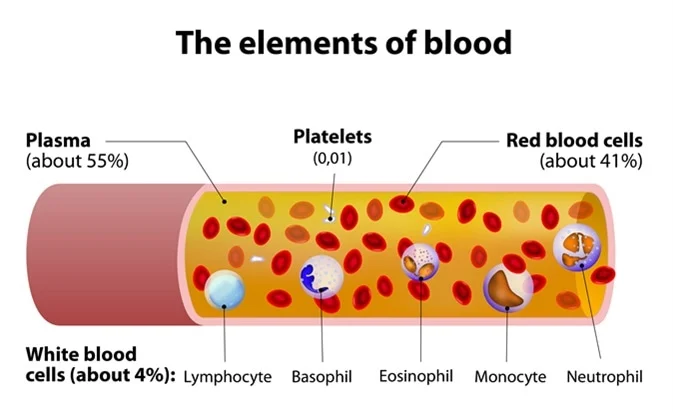 The elements of blood
Plasma
(about 55%)
Platelets
(0,01)
Red blood cells
(about 41%)
White blood
cells (about 4%): Lymphocyte Basophil Eosinophil Monocyte Neutrophil